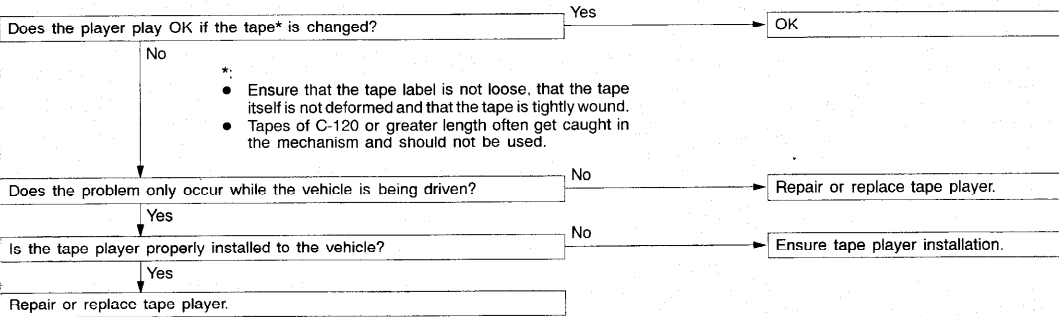 Does the player play OK if the tape* is changed?
Yes
OK
No
*:
● Ensure that the tape label is not loose, that the tape
itself is not deformed and that the tape is tightly wound.
● Tapes of C-120 or greater length often get caught in
the mechanism and should not be used.
Does the problem only occur while the vehicle is being driven?
No
Repair or replace tape player.
Yes
Is the tape player properly installed to the vehicle?
No
Ensure tape player installation.
Yes
Repair or replace tape player.